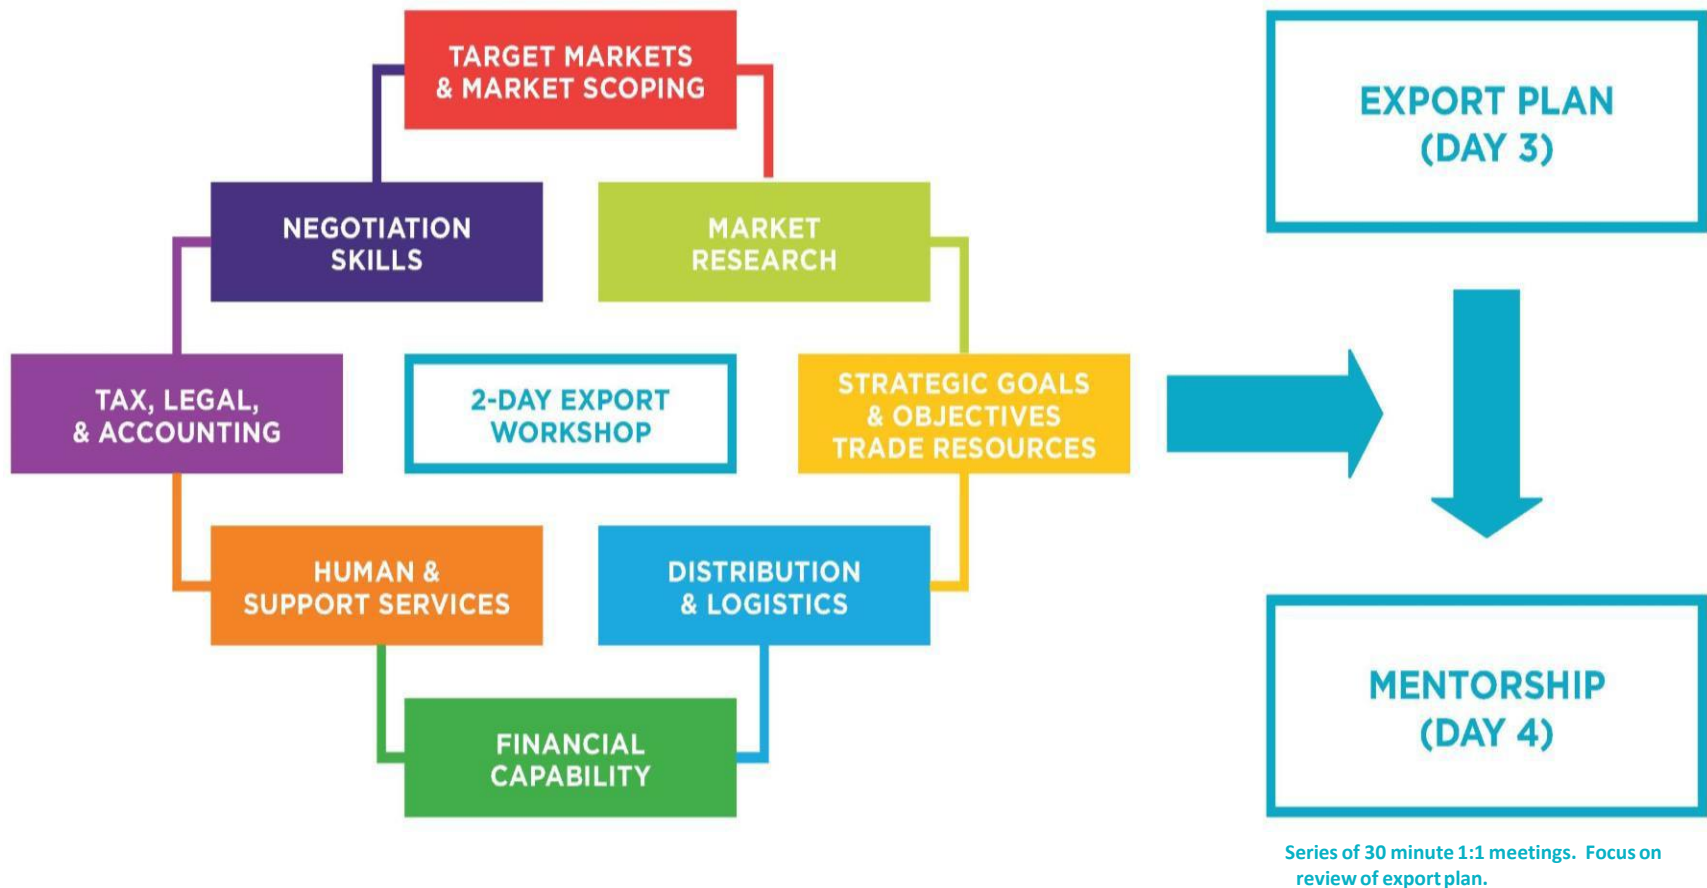 TARGET MARKETS
& MARKET SCOPING
NEGOTIATION
SKILLS
MARKET
RESEARCH
TAX, LEGAL,
& ACCOUNTING
2-DAY EXPORT
WORKSHOP
STRATEGIC GOALS
& OBJECTIVES
TRADE RESOURCES
HUMAN &
SUPPORT SERVICES
DISTRIBUTION
& LOGISTICS
FINANCIAL
CAPABILITY
EXPORT PLAN
(DAY 3)
MENTORSHIP
(DAY 4)
Series of 30 minute 1:1 meetings. Focus on
review of export plan.